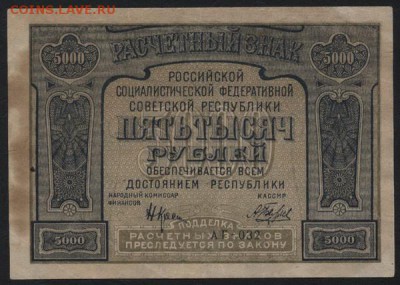 COINS.LAVE.RU
РАСЧЕТНЫЙ ЗНАК
5000 5000
РОССИЙСКОЙ
СОЦИАЛИСТИЧЕСКОЙ ФЕДЕРАТИВНОЙ
СОВЕТСКОЙ РЕСПУБЛИКИ
ПЯТЬ ТЫСЯЧ
РУБЛЕЙ
ОБЕСПЕЧИВАЕТСЯ ВСЕМ
ДОСТОЯНИЕМ РЕСПУБЛИКИ
НАРОДНЫЙ КОМИССАР КАССИР
ФИНАНСОВ
5000 5000
ПОДДЕЛКА
РАСЧЕТНЫХ ЗНАКОВ
ПРЕСЛЕДУЕТСЯ ПО ЗАКОНУ